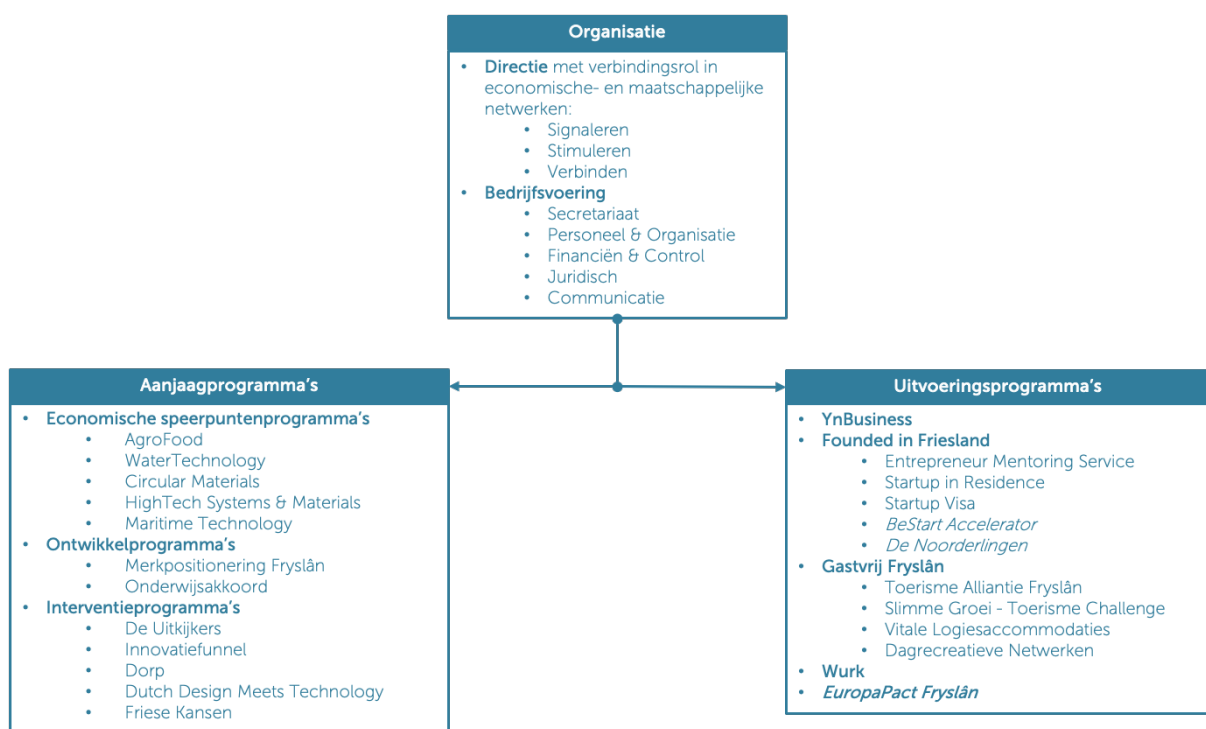 Organisatie
• Directie met verbindingsrol in
economische- en maatschappelijke
netwerken:
• Signaleren
• Stimuleren
• Verbinden
• Bedrijfsvoering
• Secretariaat
• Personeel & Organisatie
• Financiën & Control
• Juridisch
• Communicatie
Aanjaagprogramma's
• Economische speerpuntenprogramma's
• AgroFood
• WaterTechnology
• Circular Materials
• HighTech Systems & Materials
• Maritime Technology
• Ontwikkelprogramma's
• Merkpositionering Fryslân
• Onderwijsakkoord
• Interventieprogramma's
• De Uitkijkers
• Innovatiefunnel
• Dorp
• Dutch Design Meets Technology
• Friese Kansen
Uitvoeringsprogramma's
• YnBusiness
• Founded in Friesland
• Entrepreneur Mentoring Service
• Startup in Residence
• Startup Visa
• BeStart Accelerator
• De Noorderlingen
• Gastvrij Fryslân
• Toerisme Alliantie Fryslân
• Slimme Groei - Toerisme Challenge
• Vitale Logiesaccommodaties
• Dagrecreatieve Netwerken
• Wurk
• EuropaPact Fryslân